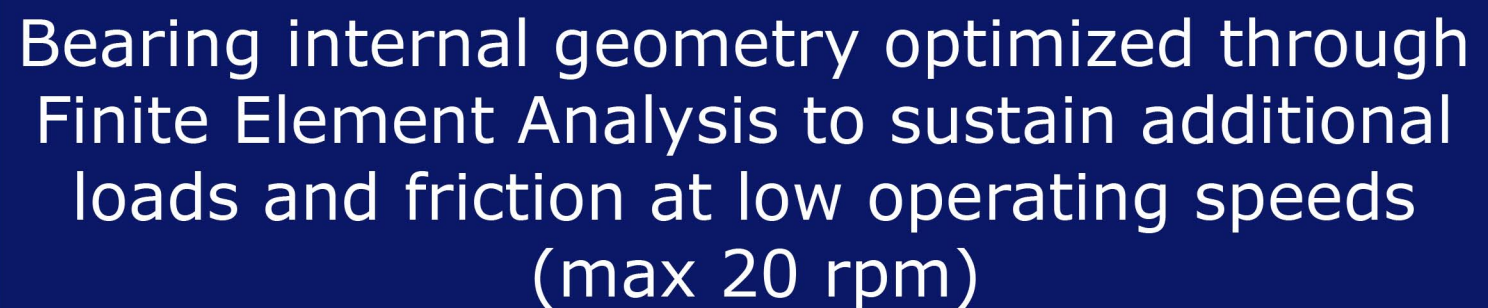 Bearing internal geometry optimized through
Finite Element Analysis to sustain additional
loads and friction at low operating speeds
(max 20 rpm)